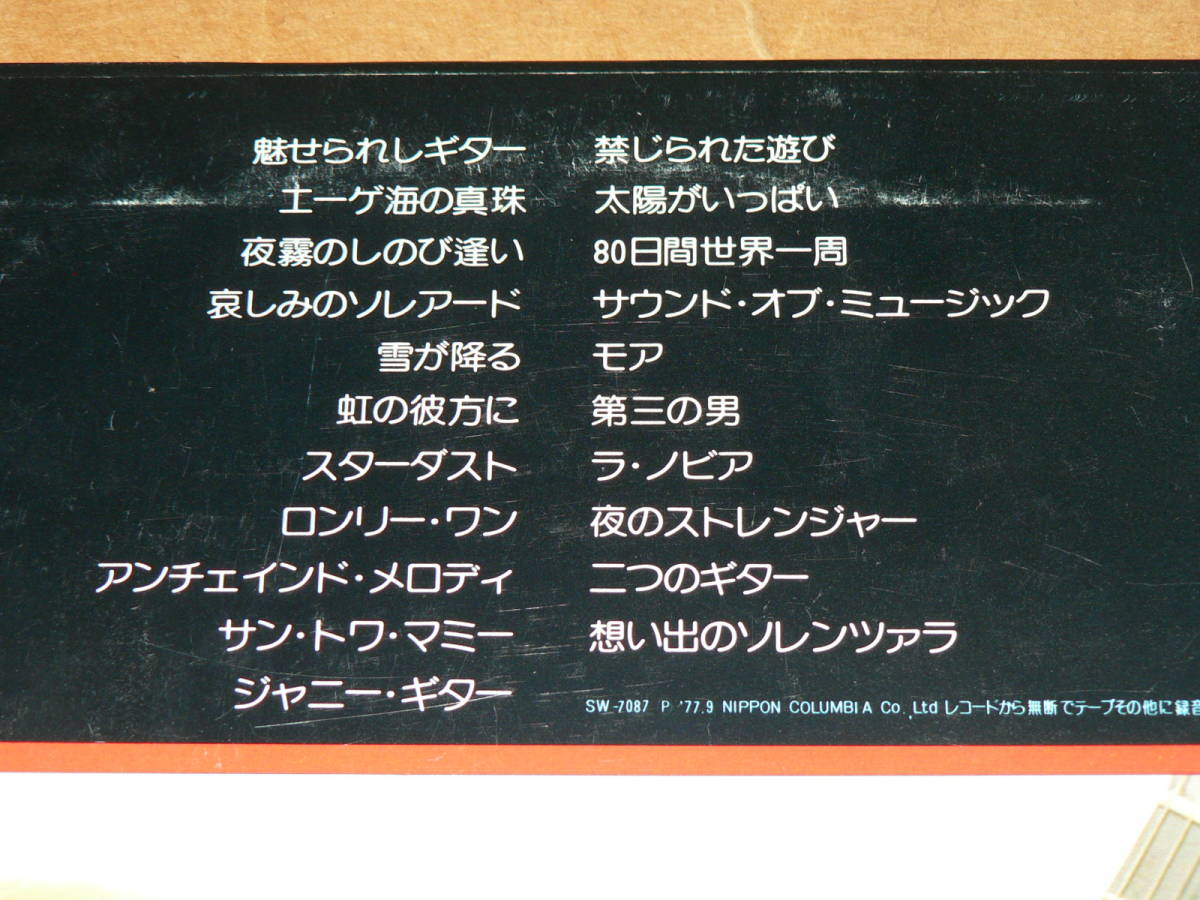 魅せられしギター
エーゲ海の真珠
夜霧のしのび逢い
哀しみのソレアード
雪が降る
虹の彼方に
スターダスト
ロンリー・ワン
アンチェインド・メロディ
サン・トワ・マミー
ジャニー・ギター
禁じられた遊び
太陽がいっぱい
80日間世界一周
サウンド・オブ・ミュージック
モア
第三の男
ラ・ノビア
夜のストレンジャー
二つのギター
想い出のソレンツァラ
SW-7087 P '77.9 NIPPON COLUMBIA Co.,Ltd レコードから無断でテープその他に録音